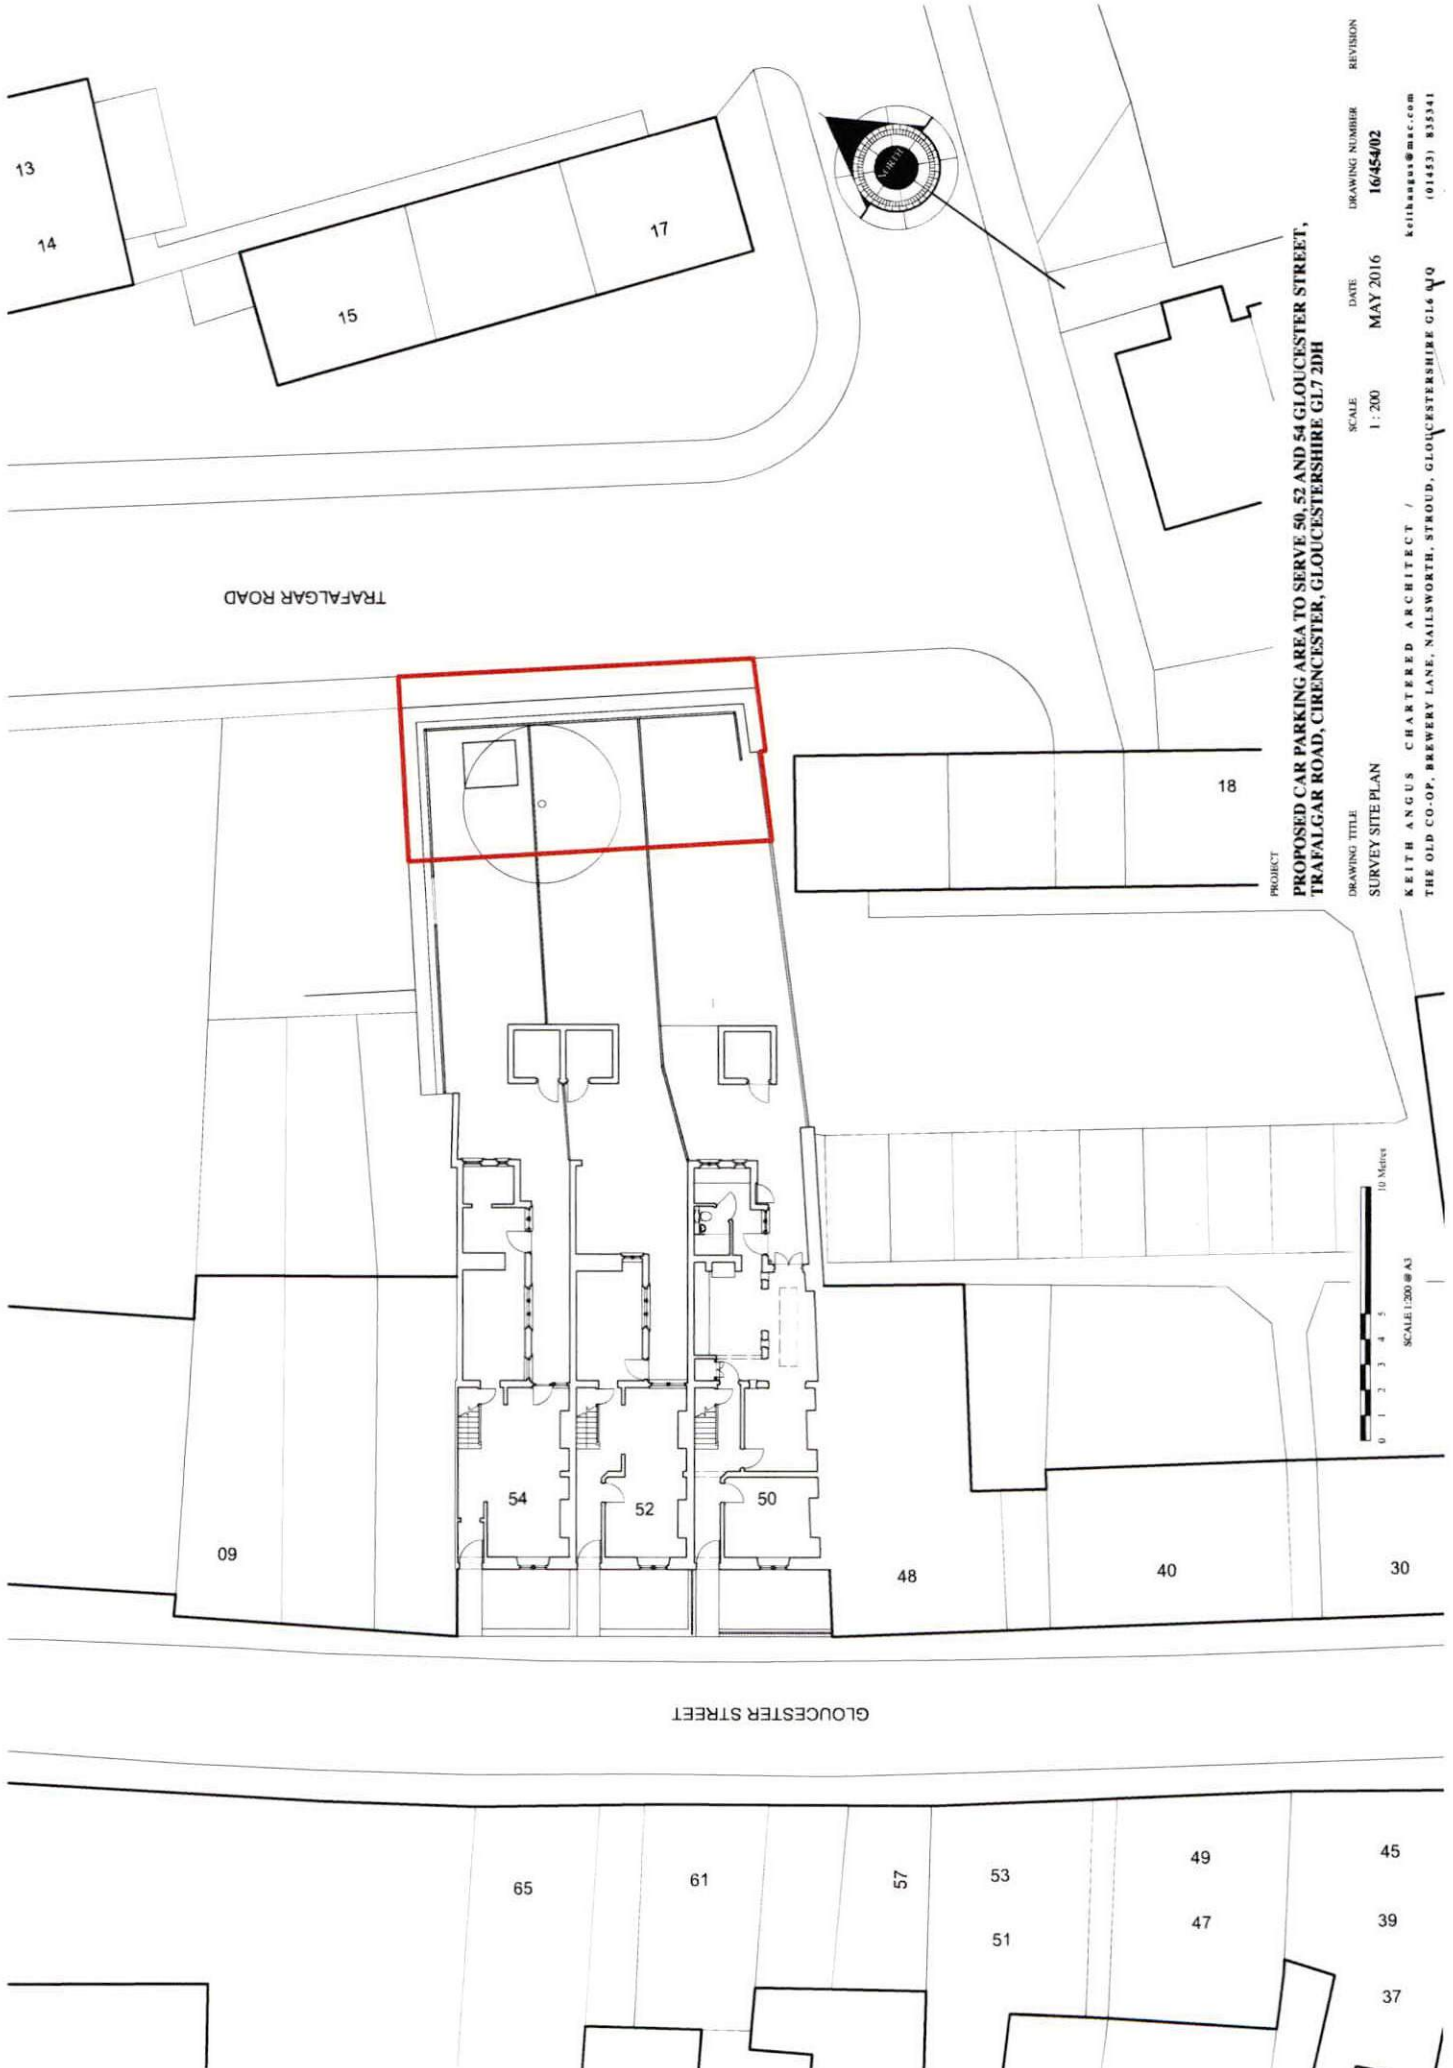 13
14
15
17
NORTH
TRAFALGAR ROAD
18
09
54
52
50
48
40
30
GLOUCESTER STREET
65
61
57
53
51
49
47
45
39
37
0 1 2 3 4 5 10 Metres
SCALE 1:200 @ A3
PROJECT
PROPOSED CAR PARKING AREA TO SERVE 50, 52 AND 54 GLOUCESTER STREET,
TRAFALGAR ROAD, CIRENCESTER, GLOUCESTERSHIRE GL7 2DH
DRAWING TITLE SCALE DATE DRAWING NUMBER REVISION
SURVEY SITE PLAN 1 : 200 MAY 2016 16/454/02
KEITH ANGUS CHARTERED ARCHITECT / keithangus@mac.com
THE OLD CO-OP, BREWERY LANE, NAILSWORTH, STROUD, GLOUCESTERSHIRE GL6 (01453) 835341